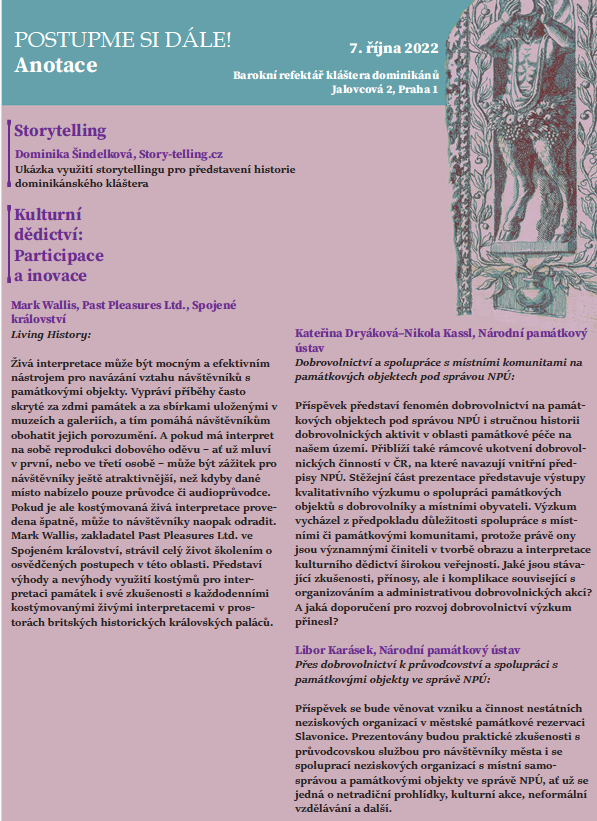 POSTUPME SI DÁLE!
Anotace
7. října 2022
Barokní refektář kláštera dominikánů
Jalovcová 2, Praha 1
Storytelling
Dominika Šindelková, Story-telling.cz
Ukázka využití storytellingu pro představení historie
dominikánského kláštera
Kulturní
dědictví:
Participace
a inovace
Mark Wallis, Past Pleasures Ltd., Spojené
království
Living History:
Živá interpretace může být mocným a efektivním
nástrojem pro navázání vztahu návštěvníků s
památkovými objekty. Vypráví příběhy často
skryté za zdmi památek a za sbírkami uloženými v
muzeích a galeriích, a tím pomáhá návštěvníkům
obohatit jejich porozumění. A pokud má interpret
na sobě reprodukci dobového oděvu – ať už mluví
v první, nebo ve třetí osobě – může být zážitek pro
návštěvníky ještě atraktivnější, než kdyby dané
místo nabízelo pouze průvodce či audioprůvodce.
Pokud je ale kostýmovaná živá interpretace prove-
dena špatně, může to návštěvníky naopak odradit.
Mark Wallis, zakladatel Past Pleasures Ltd. ve
Spojeném království, strávil celý život školením o
osvědčených postupech v této oblasti. Představí
výhody a nevýhody využití kostýmů pro inter-
pretaci památek i své zkušenosti s každodenními
kostýmovanými živými interpretacemi v pros-
torách britských historických královských paláců.
Kateřina Dryáková–Nikola Kassl, Národní památkový
ústav
Dobrovolnictví a spolupráce s místními komunitami na
památkových objektech pod správou NPÚ:
Příspěvek představí fenomén dobrovolnictví na památ-
kových objektech pod správou NPÚ i stručnou historii
dobrovolnických aktivit v oblasti památkové péče na
našem území. Přiblíží také rámcové ukotvení dobrovol-
nických činností v ČR, na které navazují vnitřní před-
pisy NPÚ. Stěžejní část prezentace představuje výstupy
kvalitativního výzkumu o spolupráci památkových
objektů s dobrovolníky a místními obyvateli. Výzkum
vycházel z předpokladu důležitosti spolupráce s míst-
ními či památkovými komunitami, protože právě ony
jsou významnými činiteli v tvorbě obrazu a interpretace
kulturního dědictví širokou veřejností. Jaké jsou stáva-
jící zkušenosti, přínosy, ale i komplikace související s
organizováním a administrativou dobrovolnických akcí?
A jaká doporučení pro rozvoj dobrovolnictví výzkum
přinesl?
Libor Karásek, Národní památkový ústav
Přes dobrovolnictví k průvodcovství a spolupráci s
památkovými objekty ve správě NPÚ:
Příspěvek se bude věnovat vzniku a činnost nestátních
neziskových organizací v městské památkové rezervaci
Slavonice. Prezentovány budou praktické zkušenosti s
průvodcovskou službou pro návštěvníky města i se
spoluprací neziskových organizací s místní samo-
správou a památkovými objekty ve správě NPÚ, ať už se
jedná o netradiční prohlídky, kulturní akce, neformální
vzdělávání a další.